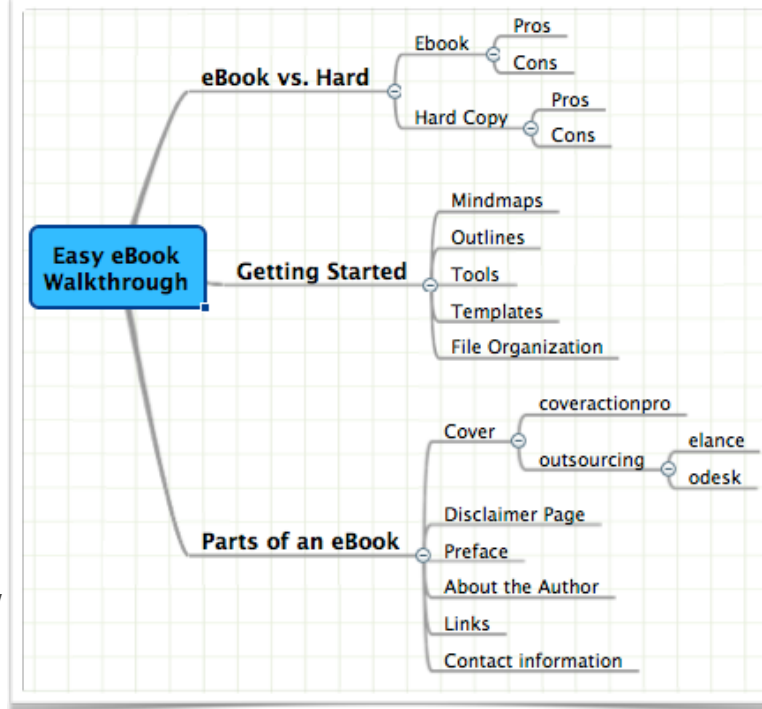 eBook vs. Hard
Ebook
Pros
Cons
Hard Copy
Pros
Cons
Easy eBook
Walkthrough
Getting Started
Mindmaps
Outlines
Tools
Templates
File Organization
Parts of an eBook
Cover
coveractionpro
outsourcing
elance
odesk
Disclaimer Page
Preface
About the Author
Links
Contact information